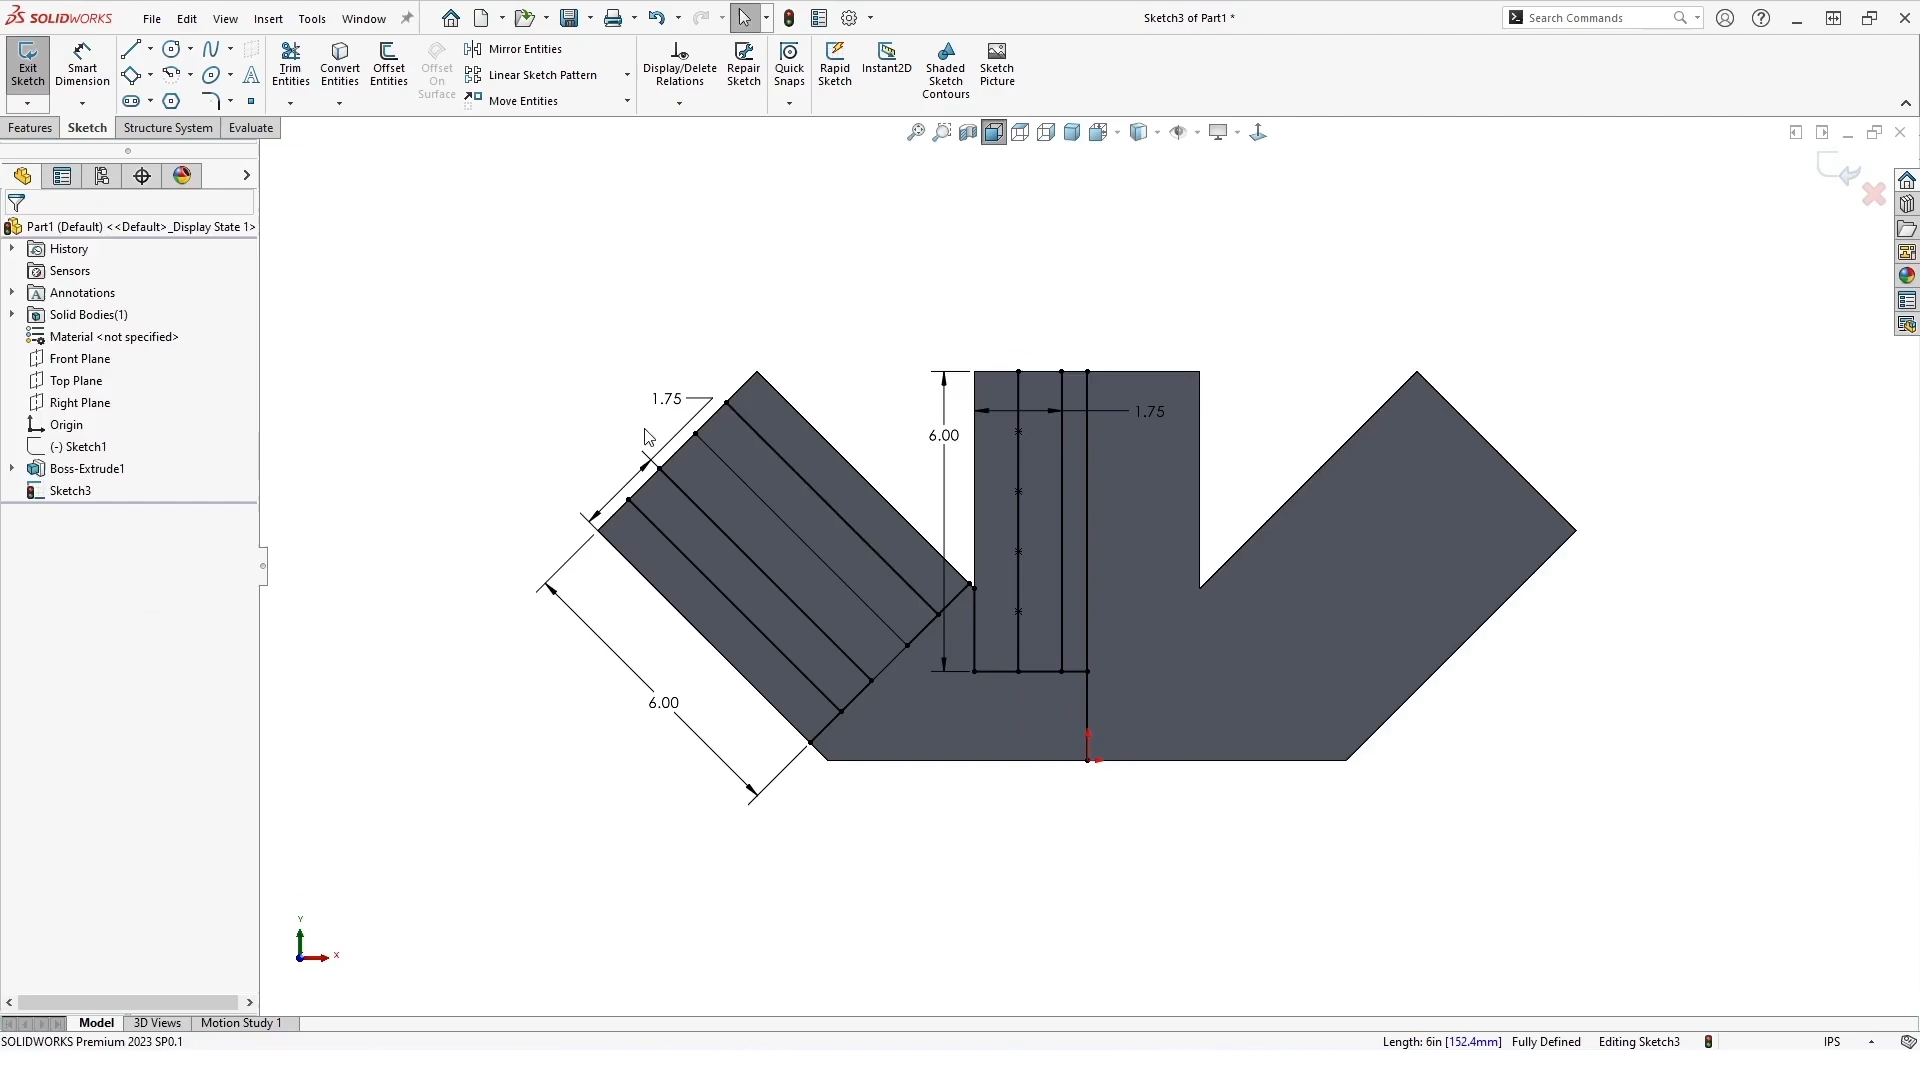 SOLIDWORKS File Edit View Insert Tools Window Sketch3 of Part1 * Search Commands
Exit Sketch
Smart Dimension
Trim Entities
Convert Entities
Offset Entities
Offset On Surface
Mirror Entities
Linear Sketch Pattern
Move Entities
Display/Delete Relations
Repair Sketch
Quick Snaps
Rapid Sketch
Instant2D
Shaded Sketch Contours
Sketch Picture
Features Sketch Structure System Evaluate
Part1 (Default) <<Default>_Display State 1>
History
Sensors
Annotations
Solid Bodies(1)
Material <not specified>
Front Plane
Top Plane
Right Plane
Origin
(-) Sketch1
Boss-Extrude1
Sketch3
1.75
1.75
6.00
6.00
Y
X
Model 3D Views Motion Study 1
SOLIDWORKS Premium 2023 SP0.1 Length: 6in [152.4mm] Fully Defined Editing Sketch3 IPS